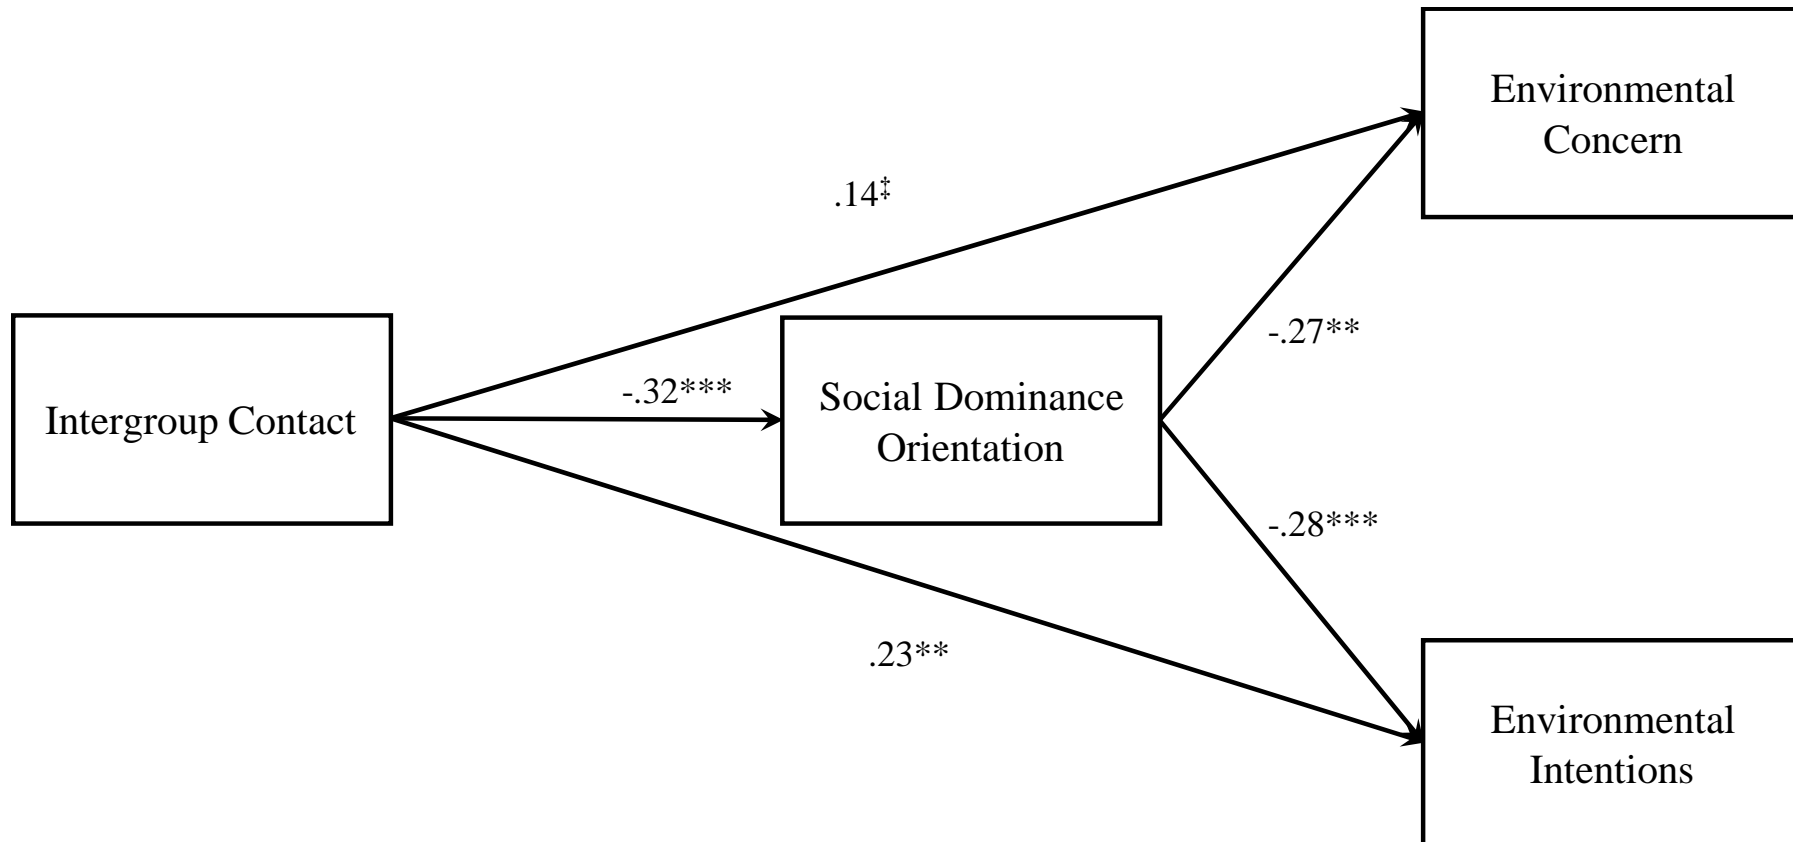 Environmental
Concern
.14‡
-.27**
-.32***
Intergroup Contact
Social Dominance
Orientation
-.28***
.23**
Environmental
Intentions